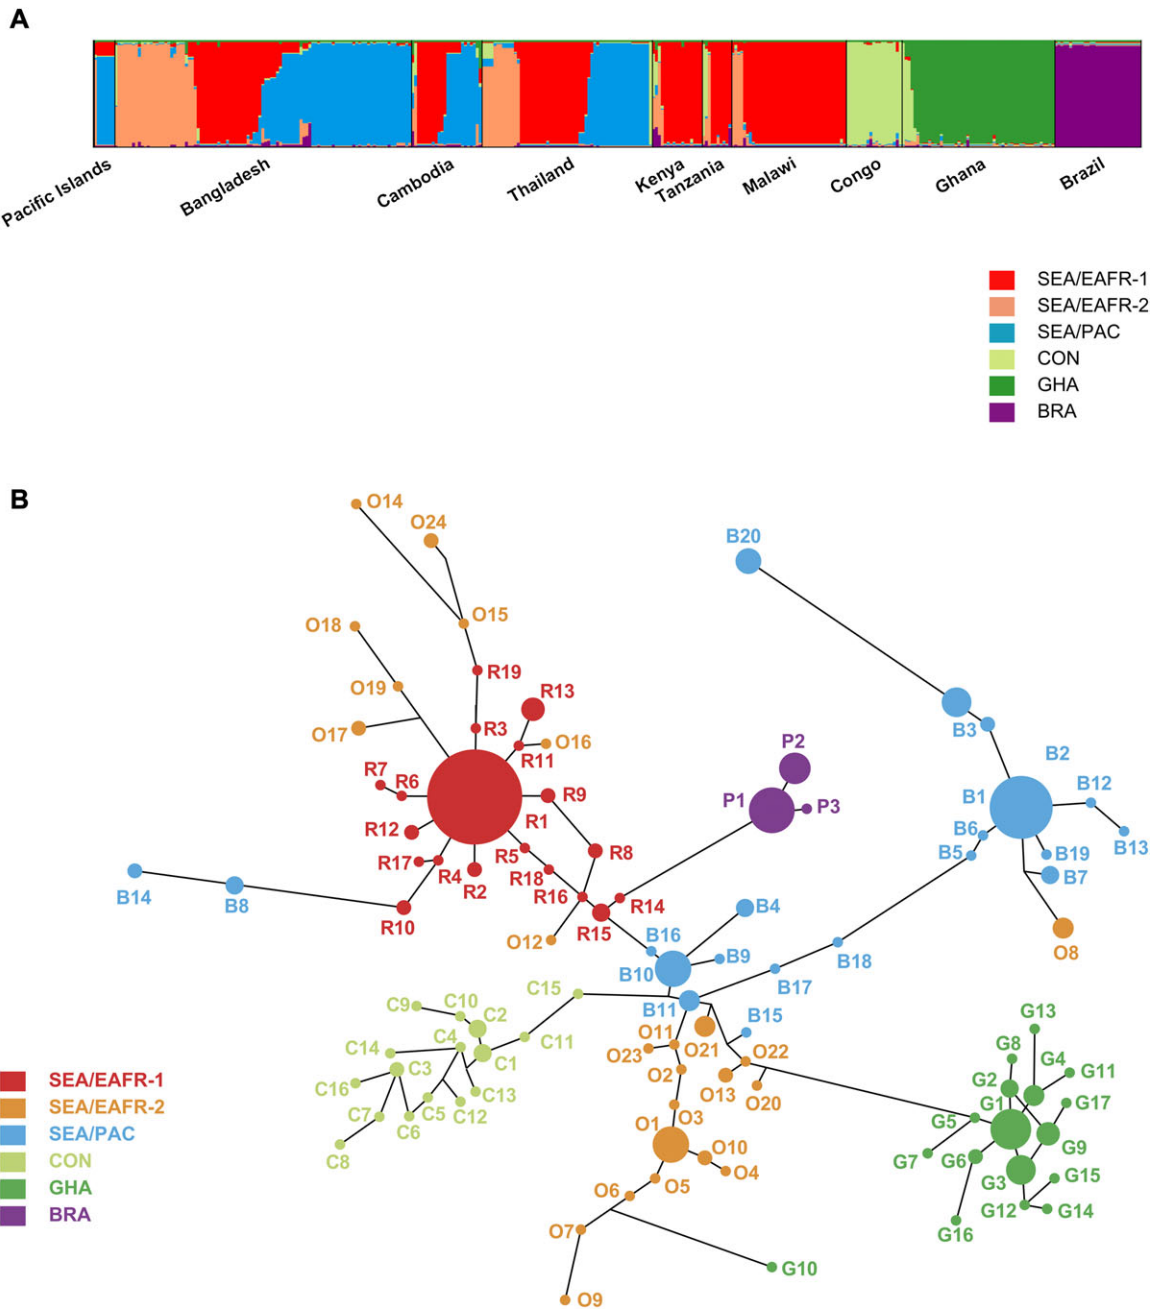 A
Pacific Islands
Bangladesh
Cambodia
Thailand
Kenya
Tanzania
Malawi
Congo
Ghana
Brazil
SEA/EAFR-1
SEA/EAFR-2
SEA/PAC
CON
GHA
BRA
B
O14
O24
B20
O15
O18
R19
O19
R13
O17
R3
O16
R11
B3
P2
B2
R7
R6
R9
P1
P3
B1
B12
R12
R1
B6
B13
R17
R4
R5
R8
B5
B19
R2
R18
B7
B14
B8
R16
R14
B4
R10
O12
R15
B16
B9
B18
O8
B10
B17
C15
B11
C9
C10
C2
B15
G13
C4
C11
O11
O21
C14
C1
O23
O22
G8
G4
G11
C3
O2
O13
G2
C16
C13
O20
G1
G17
C7
C5
C12
O3
G5
C6
O1
G9
C8
O10
G7
G6
O4
G3
G15
O5
O6
G12
G14
O7
G16
G10
O9
SEA/EAFR-1
SEA/EAFR-2
SEA/PAC
CON
GHA
BRA